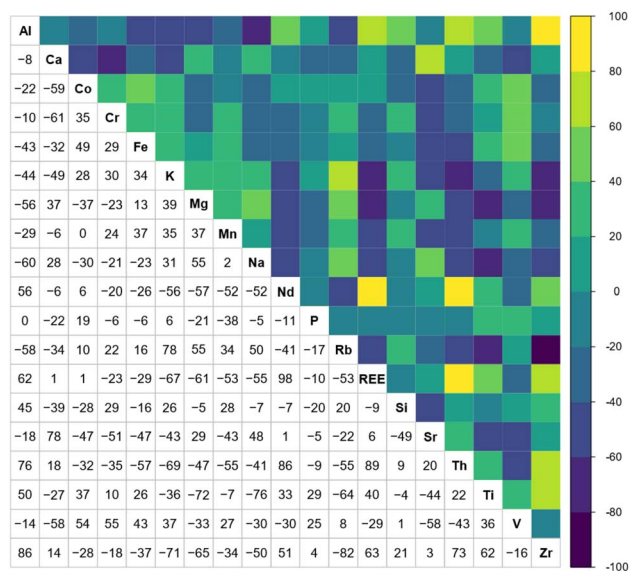 Al
−8 Ca
−22 −59 Co
−10 −61 35 Cr
−43 −32 49 29 Fe
−44 −49 28 30 34 K
−56 37 −37 −23 13 39 Mg
−29 −6 0 24 37 35 37 Mn
−60 28 −30 −21 −23 31 55 2 Na
56 −6 6 −20 −26 −56 −57 −52 −52 Nd
0 −22 19 −6 −6 6 −21 −38 −5 −11 P
−58 −34 10 22 16 78 55 34 50 −41 −17 Rb
62 1 1 −23 −29 −67 −61 −53 −55 98 −10 −53 REE
45 −39 −28 29 −16 26 −5 28 −7 −7 −20 20 −9 Si
−18 78 −47 −51 −47 −43 29 −43 48 1 −5 −22 6 −49 Sr
76 18 −32 −35 −57 −69 −47 −55 −41 86 −9 −55 89 9 20 Th
50 −27 37 10 26 −36 −72 −7 −76 33 29 −64 40 −4 −44 22 Ti
−14 −58 54 55 43 37 −33 27 −30 −30 25 8 −29 1 −58 −43 36 V
86 14 −28 −18 −37 −71 −65 −34 −50 51 4 −82 63 21 3 73 62 −16 Zr
100
80
60
40
20
0
−20
−40
−60
−80
−100